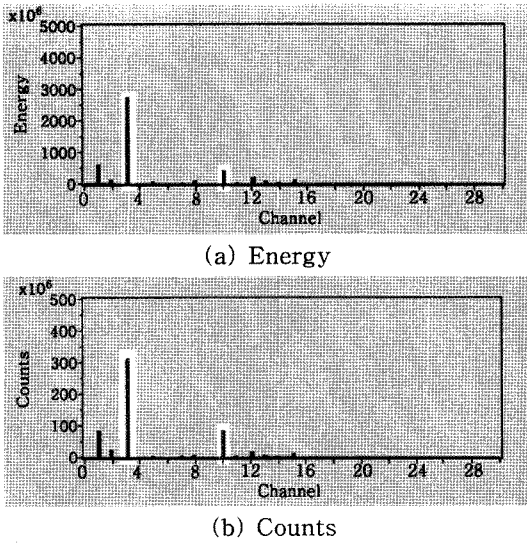 x10⁶
5000
4000
3000
2000
1000
0
Energy
0 4 8 12 16 20 24 28
Channel
(a) Energy
x10⁶
500
400
300
200
100
0
Counts
0 4 8 12 16 20 24 28
Channel
(b) Counts